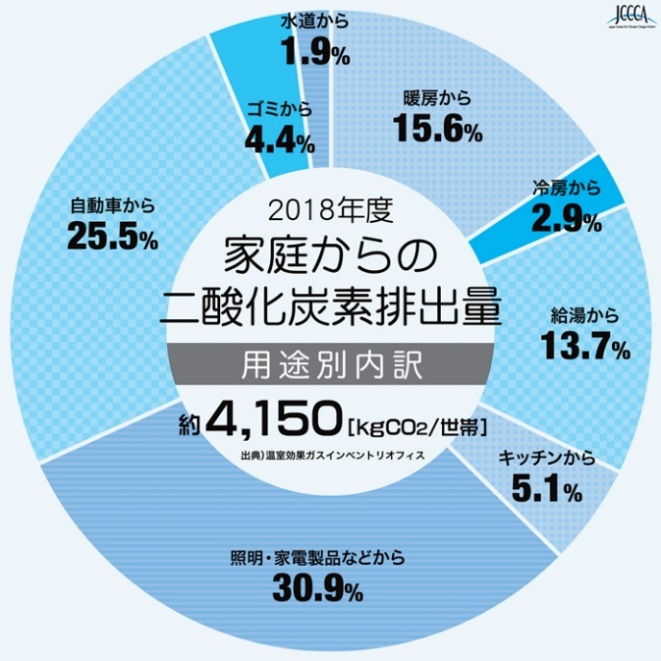 JCCCA
水道から
1.9%
暖房から
15.6%
冷房から
2.9%
給湯から
13.7%
キッチンから
5.1%
照明・家電製品などから
30.9%
自動車から
25.5%
ゴミから
4.4%
2018年度
家庭からの
二酸化炭素排出量
用途別内訳
約4,150[kgCO2/世帯]
出典)温室効果ガスインベントリオフィス